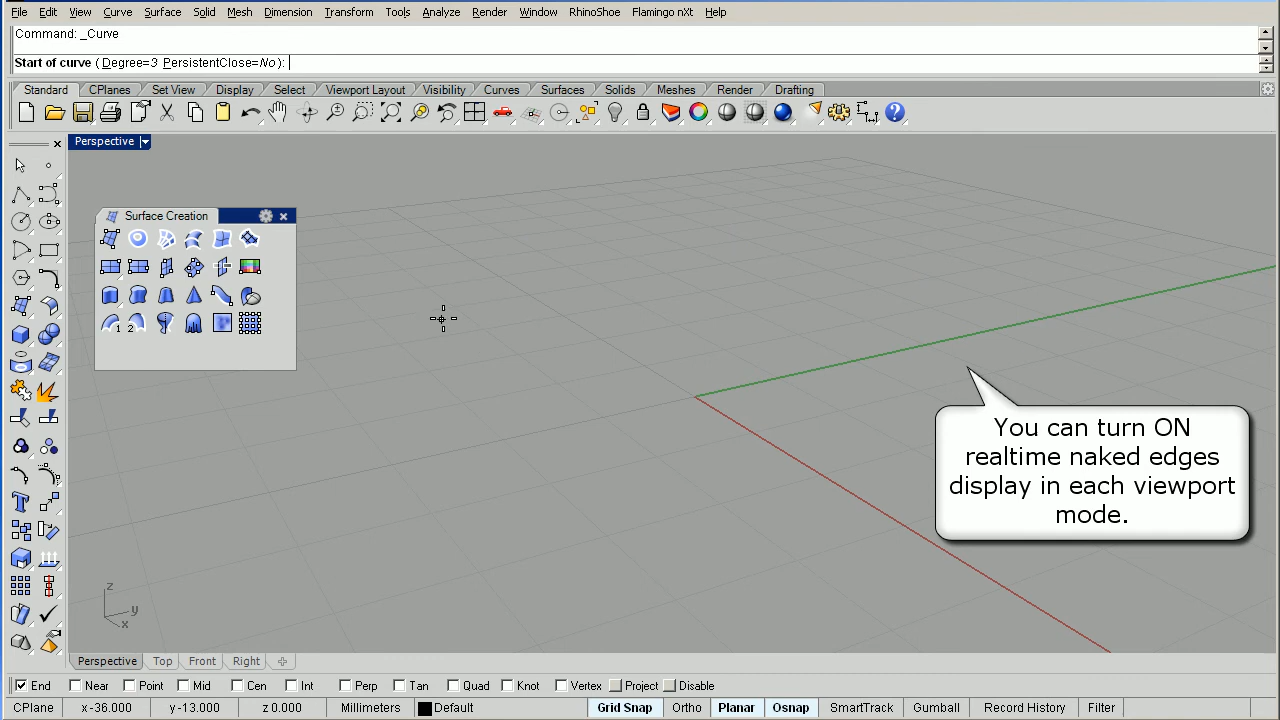 File Edit View Curve Surface Solid Mesh Dimension Transform Tools Analyze Render Window RhinoShoe Flamingo nXt Help
Command: _Curve
Start of curve ( Degree=3 PersistentClose=No ):
Standard CPlanes Set View Display Select Viewport Layout Visibility Curves Surfaces Solids Meshes Render Drafting
Perspective
Surface Creation
1 2
You can turn ON
realtime naked edges
display in each viewport
mode.
z
y
x
Perspective Top Front Right
End Near Point Mid Cen Int Perp Tan Quad Knot Vertex Project Disable
CPlane x -36.000 y -13.000 z 0.000 Millimeters Default Grid Snap Ortho Planar Osnap SmartTrack Gumball Record History Filter